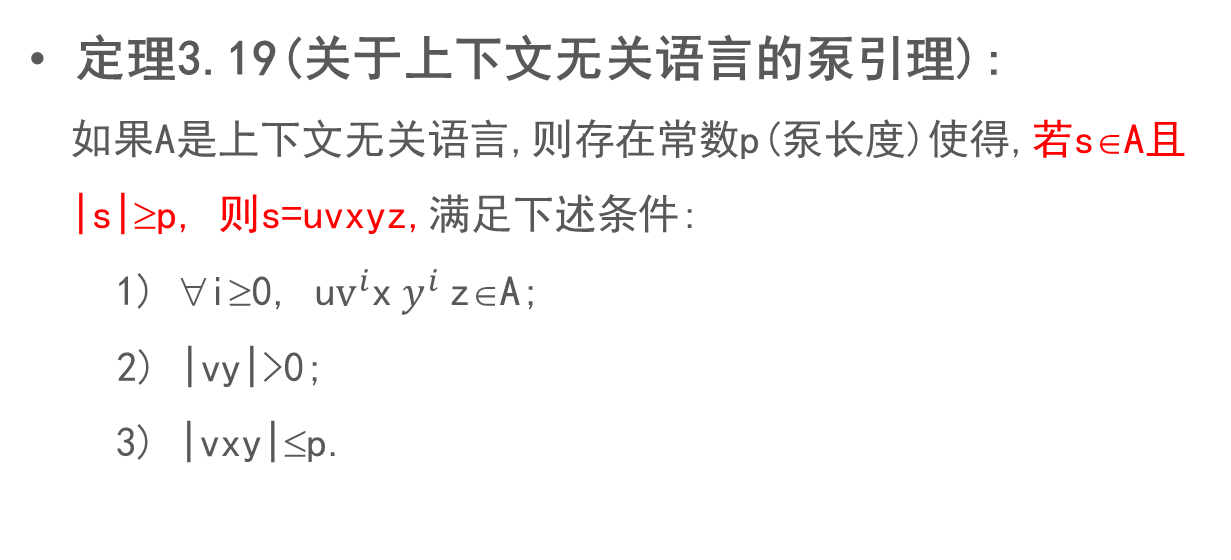 • 定理3.19(关于上下文无关语言的泵引理):
如果A是上下文无关语言,则存在常数p(泵长度)使得,若s∈A且
|s|≥p, 则s=uvxyz,满足下述条件:
1) ∀i≥0, uvⁱx yⁱ z∈A;
2) |vy|>0;
3) |vxy|≤p.